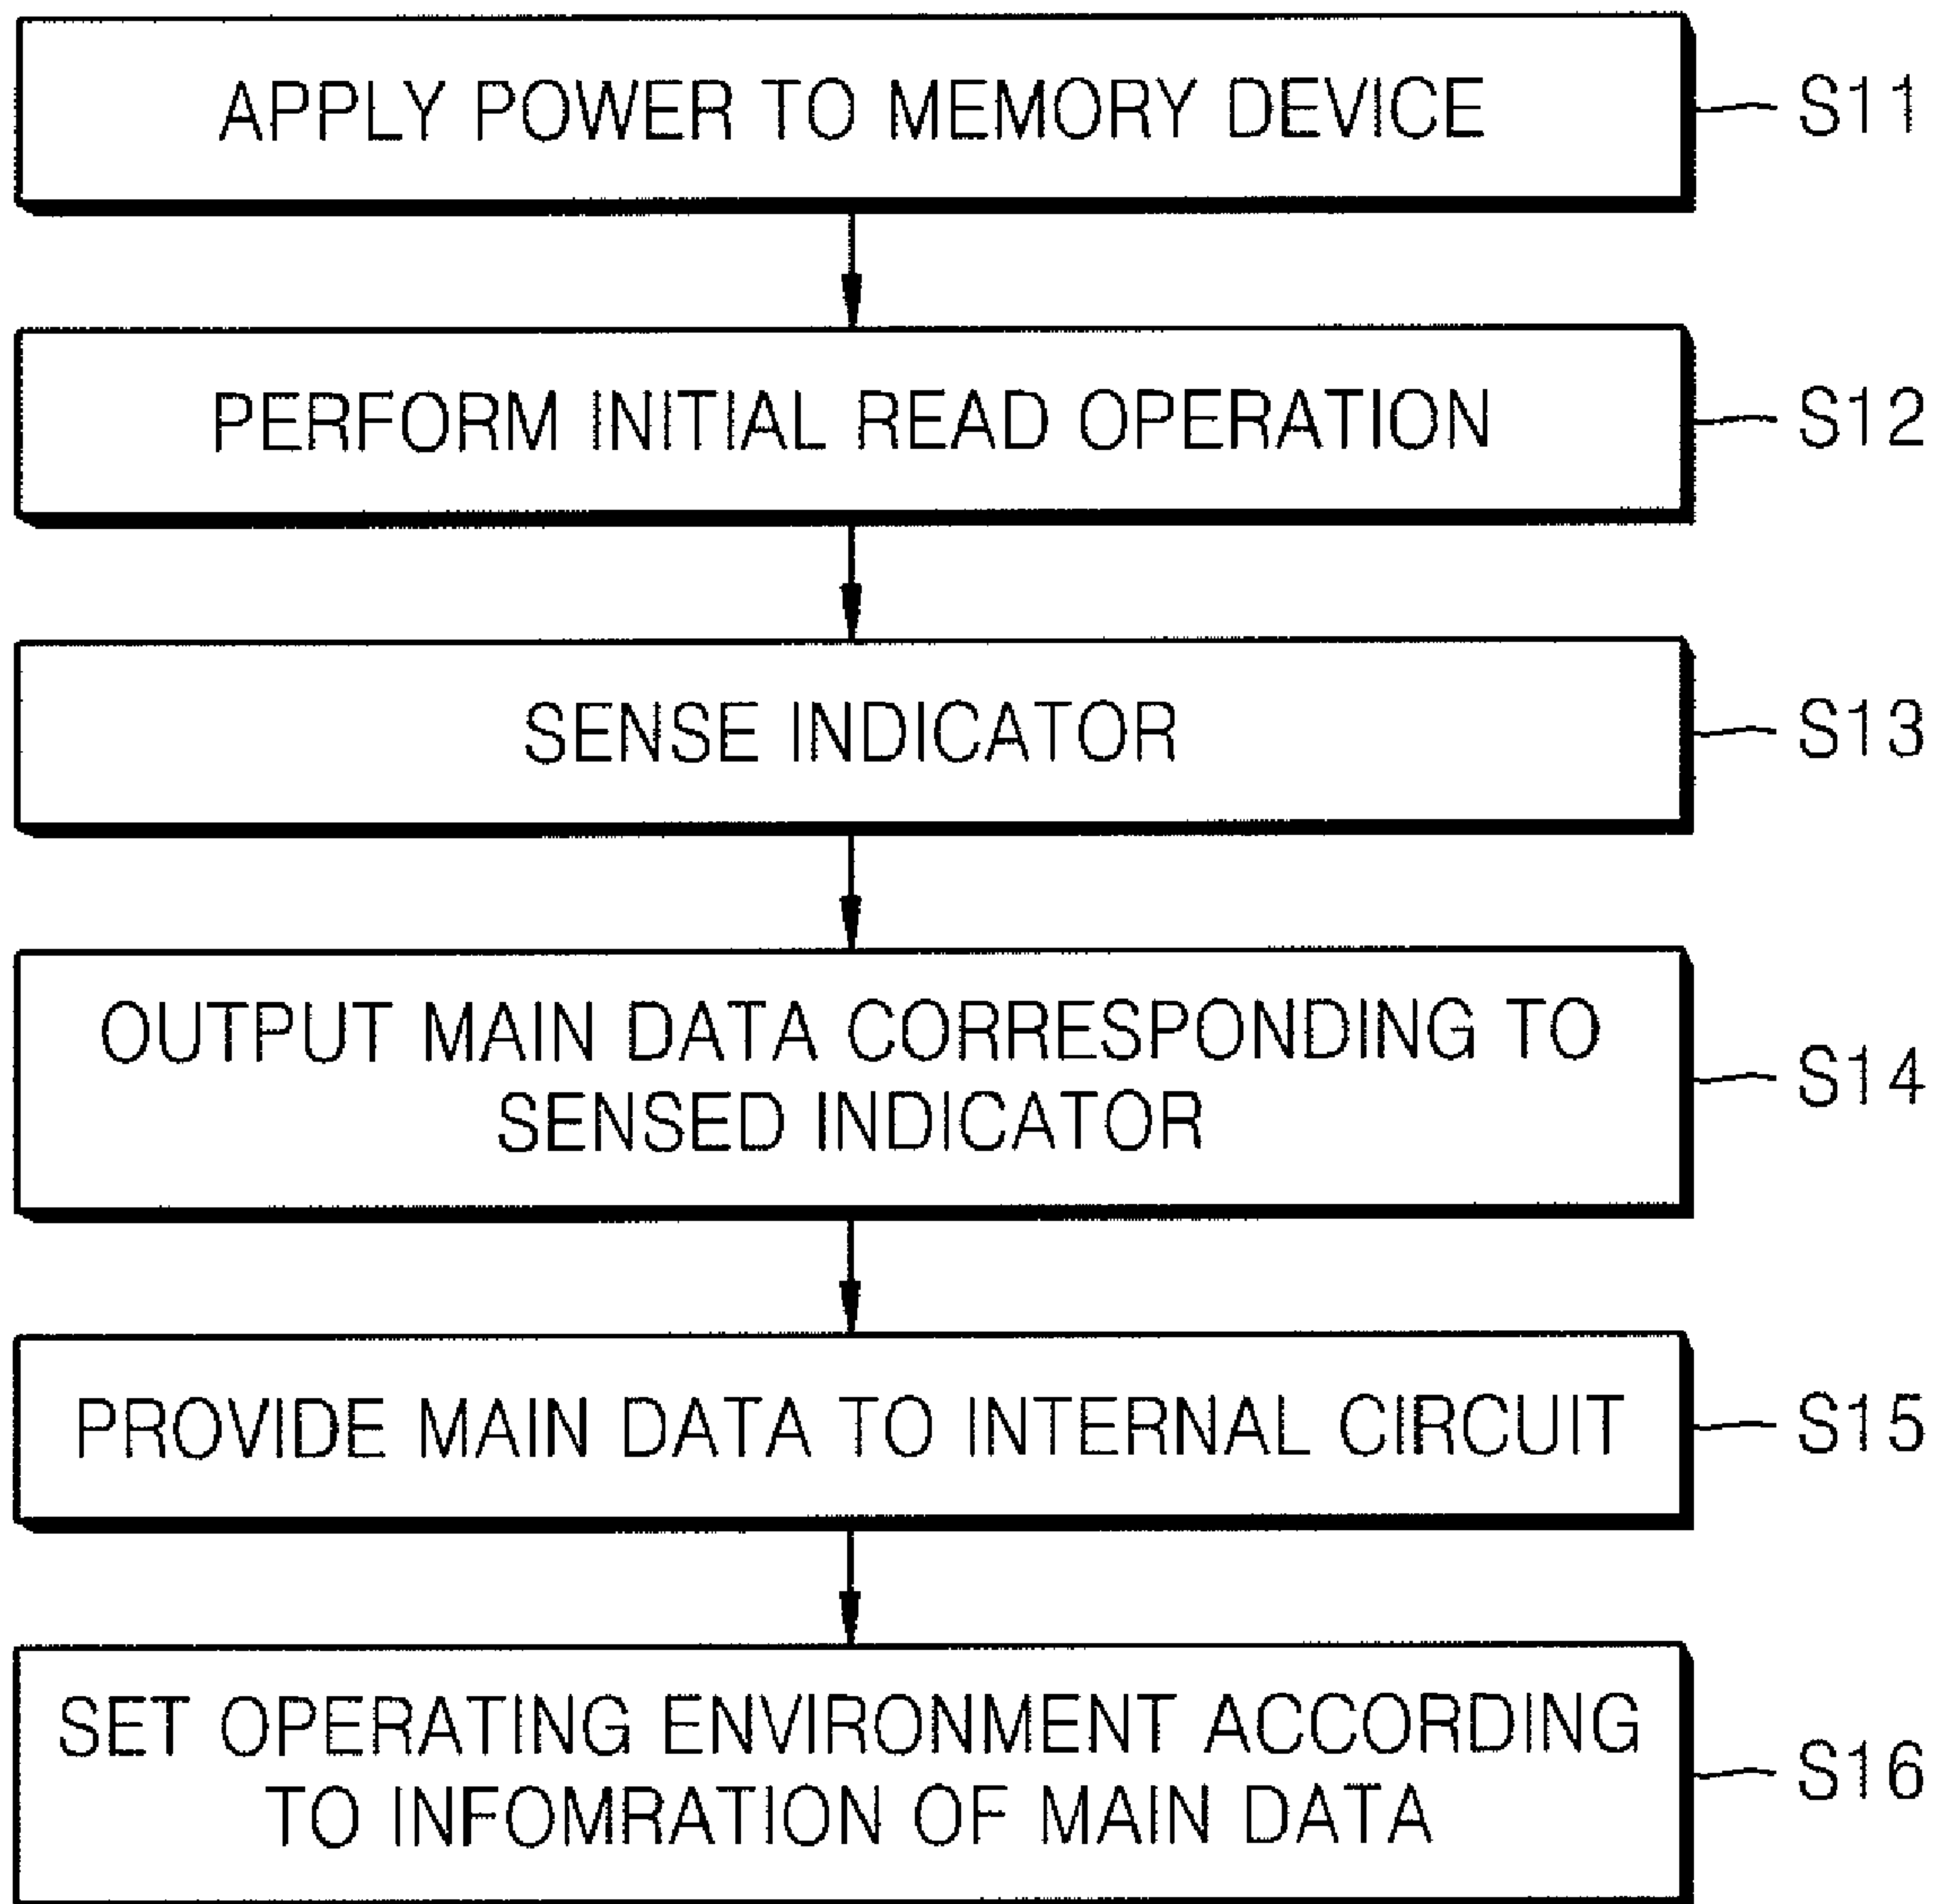 APPLY POWER TO MEMORY DEVICE
S11
PERFORM INITIAL READ OPERATION
S12
SENSE INDICATOR
S13
OUTPUT MAIN DATA CORRESPONDING TO
SENSED INDICATOR
S14
PROVIDE MAIN DATA TO INTERNAL CIRCUIT
S15
SET OPERATING ENVIRONMENT ACCORDING
TO INFOMRATION OF MAIN DATA
S16